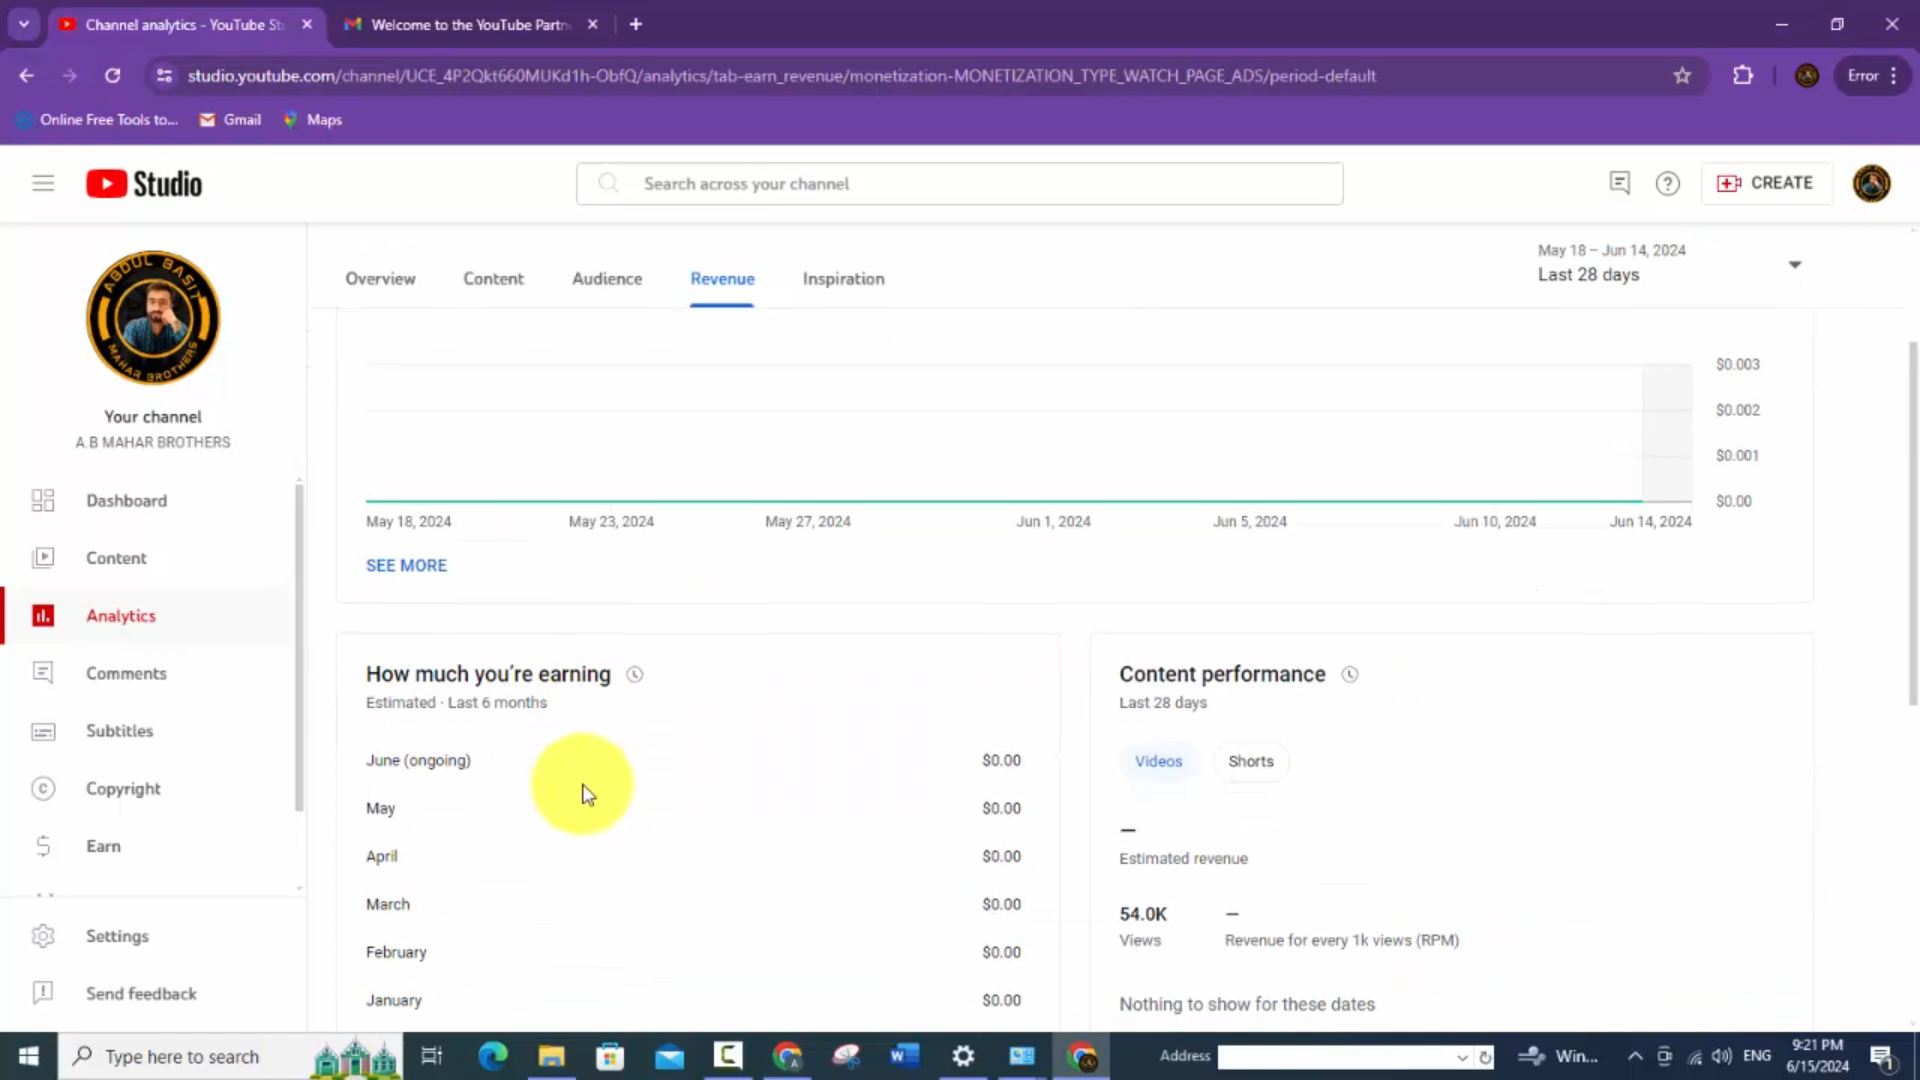 Channel analytics - YouTube St
Welcome to the YouTube Partn
studio.youtube.com/channel/UCE_4P2Qkt660MUKd1h-ObfQ/analytics/tab-earn_revenue/monetization-MONETIZATION_TYPE_WATCH_PAGE_ADS/period-default
Error
Online Free Tools to...
Gmail
Maps
Studio
Search across your channel
CREATE
ABDUL BASIT
MAHAR BROTHERS
Your channel
A.B MAHAR BROTHERS
Dashboard
Content
Analytics
Comments
Subtitles
Copyright
Earn
Settings
Send feedback
Overview
Content
Audience
Revenue
Inspiration
May 18 – Jun 14, 2024
Last 28 days
$0.003
$0.002
$0.001
$0.00
May 18, 2024
May 23, 2024
May 27, 2024
Jun 1, 2024
Jun 5, 2024
Jun 10, 2024
Jun 14, 2024
SEE MORE
How much you're earning
Estimated · Last 6 months
June (ongoing) $0.00
May $0.00
April $0.00
March $0.00
February $0.00
January $0.00
Content performance
Last 28 days
Videos
Shorts
—
Estimated revenue
54.0K —
Views Revenue for every 1k views (RPM)
Nothing to show for these dates
Type here to search
Address
Win...
ENG
9:21 PM
6/15/2024
1